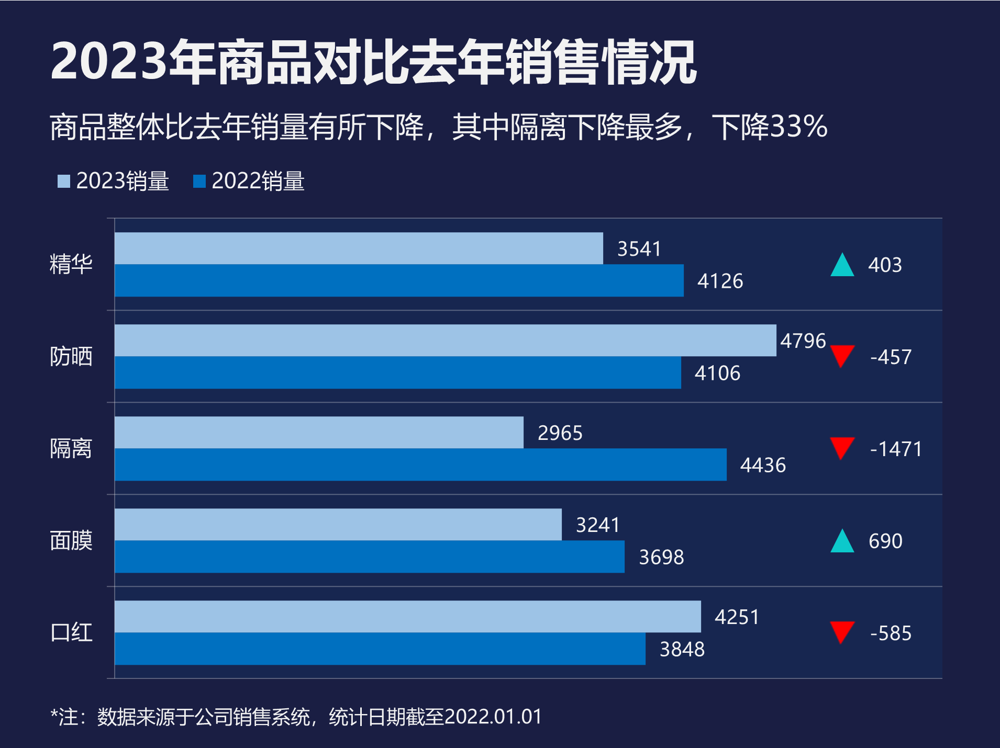 2023年商品对比去年销售情况
商品整体比去年销量有所下降，其中隔离下降最多，下降33%
2023销量 2022销量
精华 3541 4126 403
防晒 4796 4106 -457
隔离 2965 4436 -1471
面膜 3241 3698 690
口红 4251 3848 -585
*注：数据来源于公司销售系统，统计日期截至2022.01.01